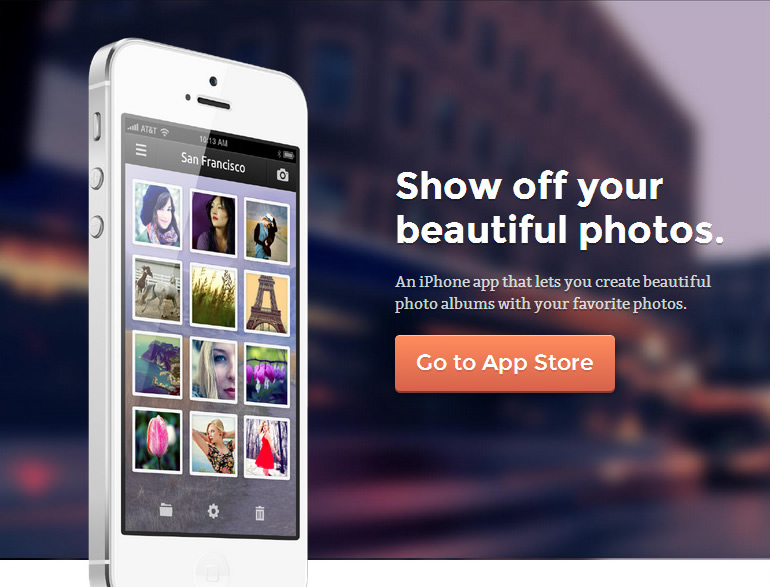 AT&T
10:13 AM
San Francisco
Show off your
beautiful photos.
An iPhone app that lets you create beautiful
photo albums with your favorite photos.
Go to App Store